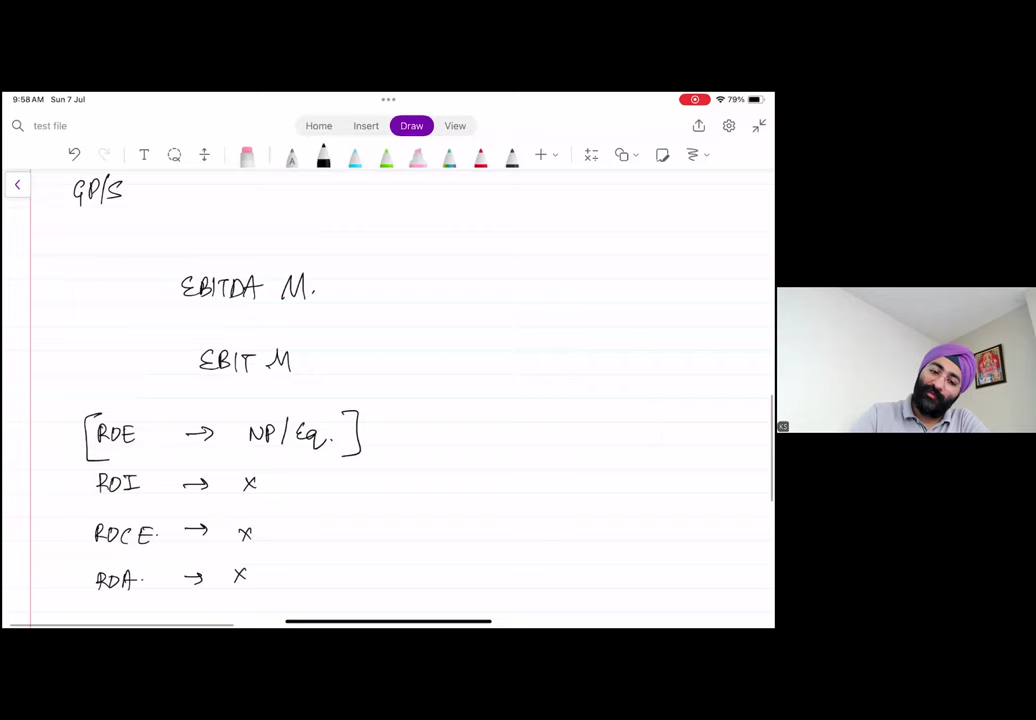 9:58 AM Sun 7 Jul
79%
test file
Home Insert Draw View
GP/S
EBITDA M.
EBIT M
[ROE → NP/Eq.]
ROI → x
ROCE. → x
ROA. → x
KS